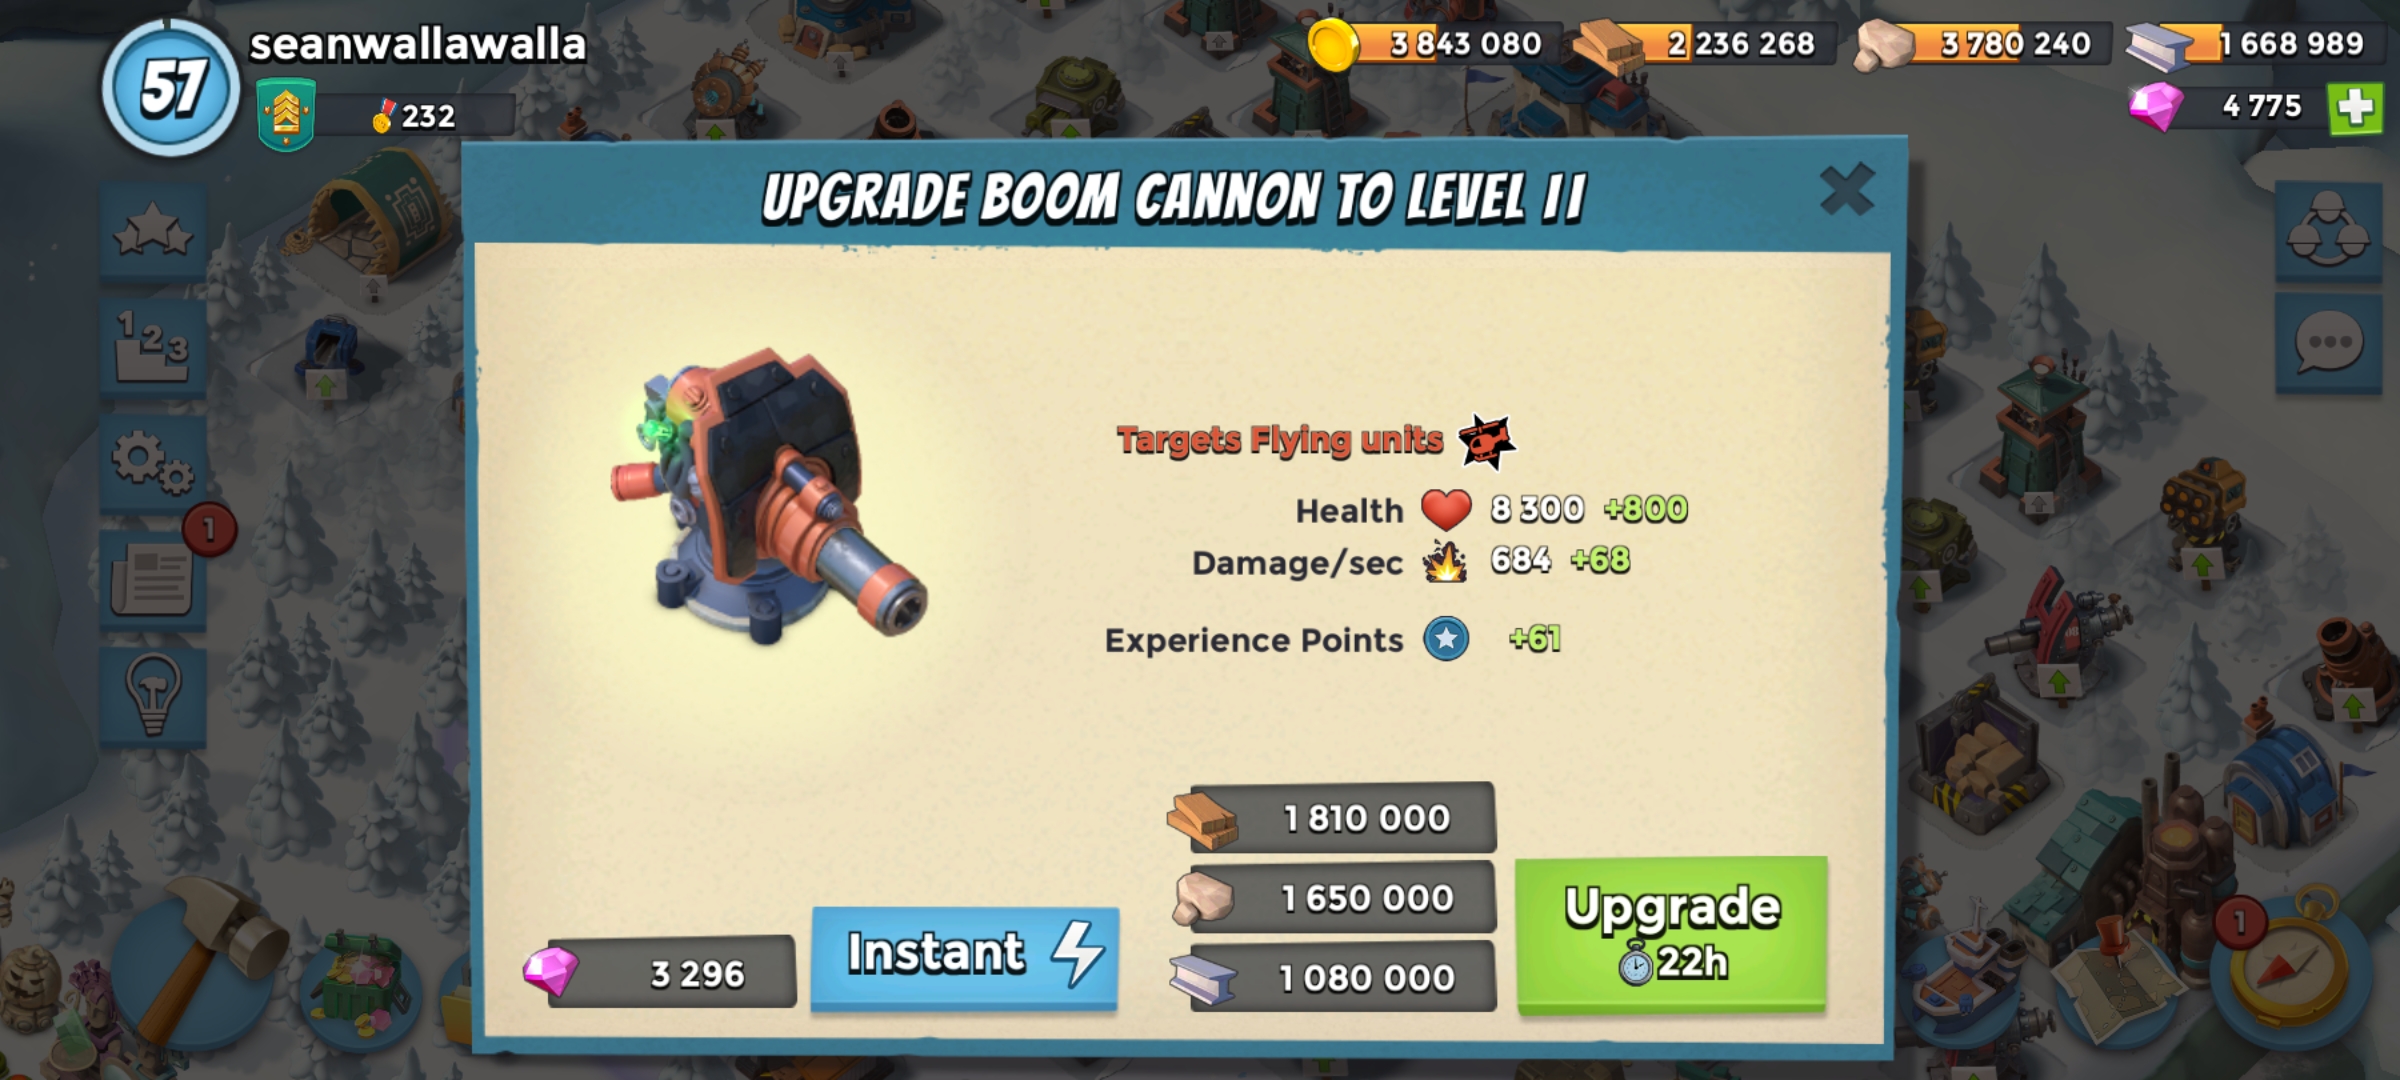 57
seanwallawalla
232
3 843 080
2 236 268
3 780 240
1 668 989
4 775
UPGRADE BOOM CANNON TO LEVEL 11
1 2 3
1
Targets Flying units
Health 8 300 +800
Damage/sec 684 +68
Experience Points +61
1 810 000
1 650 000
1 080 000
3 296
Instant
Upgrade
22h
1